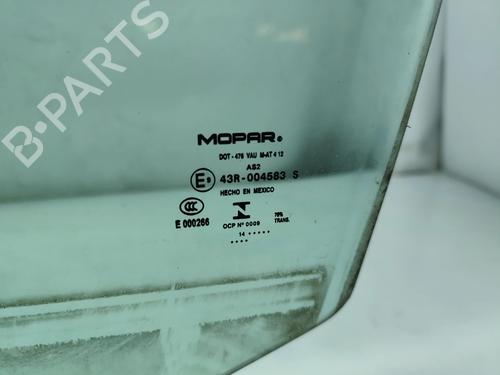 B-PARTS
MOPAR®
DOT-476 VAU M-AT 4 12
AS2
E 43R-004583 S
HECHO EN MEXICO
CCC
E 000266
OCP Nº 0009
14
70%
TRANS.